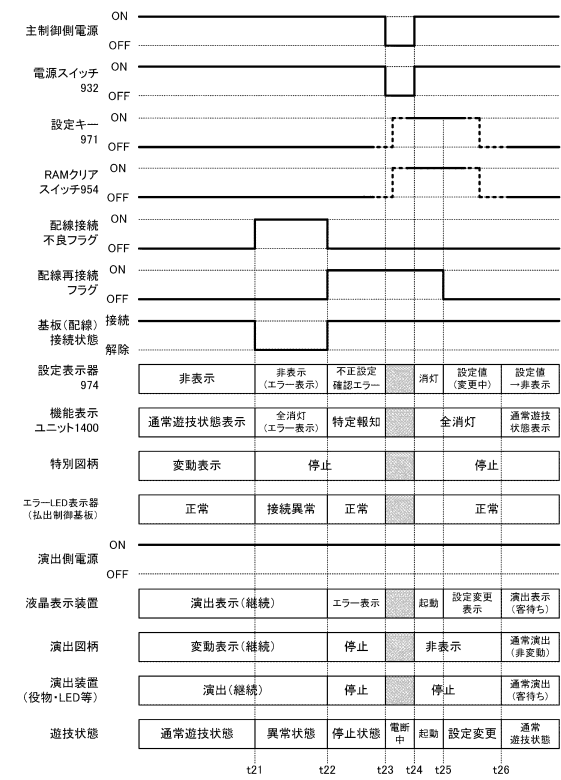 主制御側電源
ON
OFF
電源スイッチ
932
ON
OFF
設定キー
971
ON
OFF
RAMクリア
スイッチ954
ON
OFF
配線接続
不良フラグ
ON
OFF
配線再接続
フラグ
ON
OFF
基板(配線)
接続状態
接続
解除
設定表示器
974
非表示
非表示
(エラー表示)
不正設定
確認エラー
消灯
設定値
(変更中)
設定値
→非表示
機能表示
ユニット1400
通常遊技状態表示
全消灯
(エラー表示)
特定報知
全消灯
通常遊技
状態表示
特別図柄
変動表示
停止
停止
エラーLED表示器
(払出制御基板)
正常
接続異常
正常
正常
演出側電源
ON
OFF
液晶表示装置
演出表示(継続)
エラー表示
起動
設定変更
表示
演出表示
(客待ち)
演出図柄
変動表示(継続)
停止
非表示
通常演出
(非変動)
演出装置
(役物・LED等)
演出(継続)
停止
停止
通常演出
(客待ち)
遊技状態
通常遊技状態
異常状態
停止状態
電断
中
起動
設定変更
通常
遊技状態
t21
t22
t23
t24
t25
t26